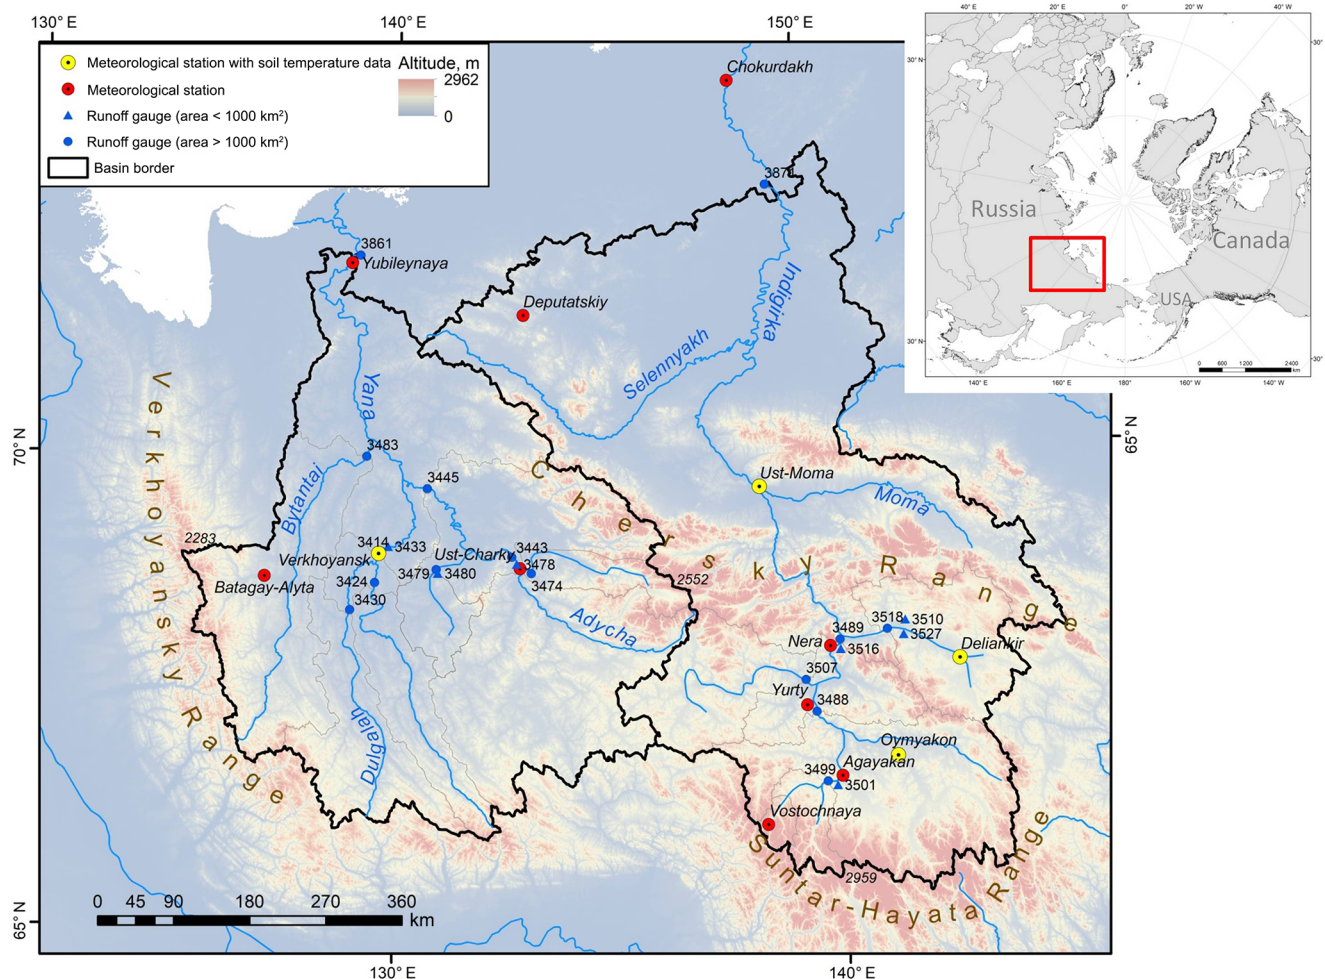 130° E
140° E
150° E
Meteorological station with soil temperature data
Meteorological station
Runoff gauge (area < 1000 km²)
Runoff gauge (area > 1000 km²)
Basin border
Altitude, m
2962
0
40° E
20° E
0°
20° W
40° W
30° N
30°
Russia
Canada
USA
30° N
30°
0 600 1200 2400
km
140° E
160° E
180°
160° W
140° W
Chokurdakh
3871
3861
Yubileynaya
Deputatskiy
Indigirka
Selennyakh
Yana
70° N
65° N
Verkhoyansky Range
Chersky Range
3483
3445
Bytantai
Ust-Moma
Moma
2283
3414
3433
Verkhoyansk
Ust-Charky
3443
3478
3474
3479
3480
3424
3430
Batagay-Alyta
2552
Adycha
3518
3510
3527
3489
Nera
3516
Deliankir
3507
Yurty
3488
Dulgalah
Oymyakon
Agayakan
3499
3501
Vostochnaya
2959
Suntar-Hayata Range
0 45 90 180 270 360
km
65° N
130° E
140° E